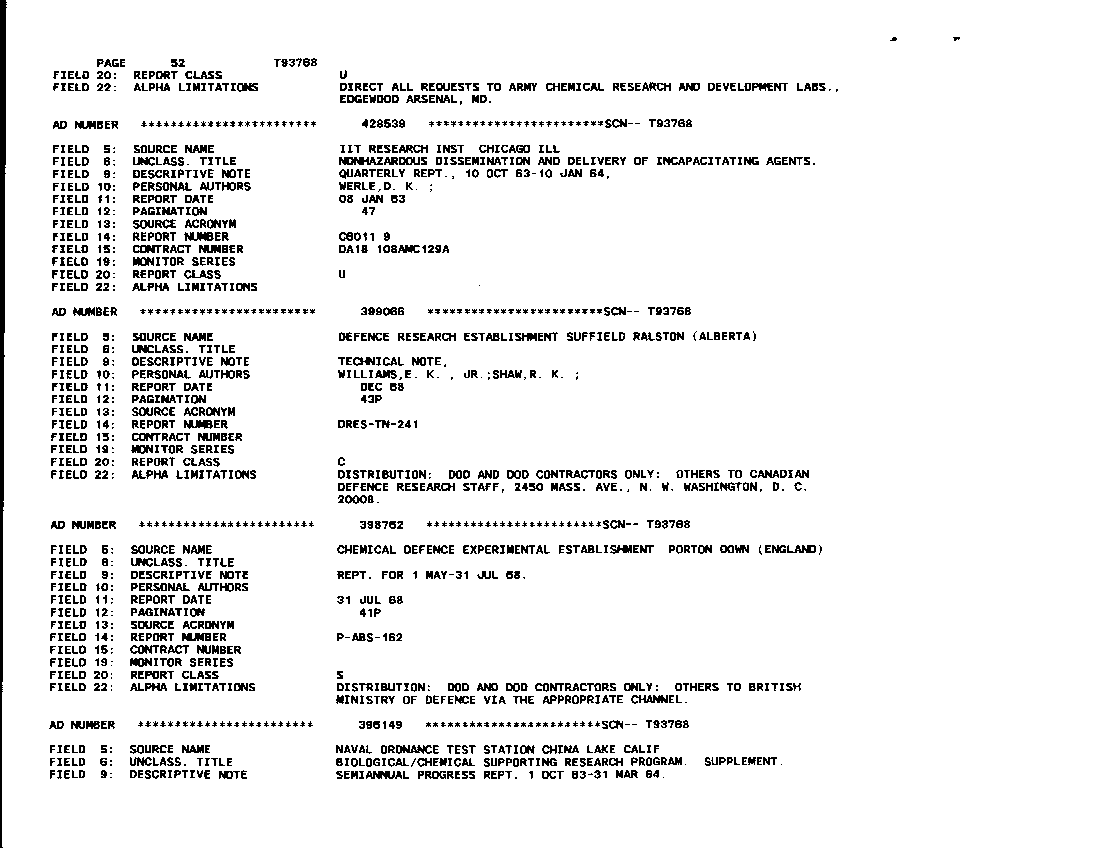 PAGE 52 T93768
FIELD 20: REPORT CLASS U
FIELD 22: ALPHA LIMITATIONS DIRECT ALL REQUESTS TO ARMY CHEMICAL RESEARCH AND DEVELOPMENT LABS.,
EDGEWOOD ARSENAL, MD.
AD NUMBER ************************ 428539 ************************SCN-- T93768
FIELD 5: SOURCE NAME IIT RESEARCH INST CHICAGO ILL
FIELD 6: UNCLASS. TITLE NONHAZARDOUS DISSEMINATION AND DELIVERY OF INCAPACITATING AGENTS.
FIELD 9: DESCRIPTIVE NOTE QUARTERLY REPT., 10 OCT 63-10 JAN 64,
FIELD 10: PERSONAL AUTHORS WERLE,D. K. ;
FIELD 11: REPORT DATE 08 JAN 63
FIELD 12: PAGINATION 47
FIELD 13: SOURCE ACRONYM
FIELD 14: REPORT NUMBER C8011 9
FIELD 15: CONTRACT NUMBER DA18 108AMC129A
FIELD 19: MONITOR SERIES
FIELD 20: REPORT CLASS U
FIELD 22: ALPHA LIMITATIONS
AD NUMBER ************************ 399066 ************************SCN-- T93768
FIELD 5: SOURCE NAME DEFENCE RESEARCH ESTABLISHMENT SUFFIELD RALSTON (ALBERTA)
FIELD 6: UNCLASS. TITLE
FIELD 9: DESCRIPTIVE NOTE TECHNICAL NOTE,
FIELD 10: PERSONAL AUTHORS WILLIAMS,E. K. , JR.;SHAW,R. K. ;
FIELD 11: REPORT DATE DEC 68
FIELD 12: PAGINATION 43P
FIELD 13: SOURCE ACRONYM
FIELD 14: REPORT NUMBER DRES-TN-241
FIELD 15: CONTRACT NUMBER
FIELD 19: MONITOR SERIES
FIELD 20: REPORT CLASS C
FIELD 22: ALPHA LIMITATIONS DISTRIBUTION: DOD AND DOD CONTRACTORS ONLY: OTHERS TO CANADIAN
DEFENCE RESEARCH STAFF, 2450 MASS. AVE., N. W. WASHINGTON, D. C.
20008.
AD NUMBER ************************ 398762 ************************SCN-- T93768
FIELD 5: SOURCE NAME CHEMICAL DEFENCE EXPERIMENTAL ESTABLISHMENT PORTON DOWN (ENGLAND)
FIELD 6: UNCLASS. TITLE
FIELD 9: DESCRIPTIVE NOTE REPT. FOR 1 MAY-31 JUL 68.
FIELD 10: PERSONAL AUTHORS
FIELD 11: REPORT DATE 31 JUL 68
FIELD 12: PAGINATION 41P
FIELD 13: SOURCE ACRONYM
FIELD 14: REPORT NUMBER P-ABS-162
FIELD 15: CONTRACT NUMBER
FIELD 19: MONITOR SERIES
FIELD 20: REPORT CLASS S
FIELD 22: ALPHA LIMITATIONS DISTRIBUTION: DOD AND DOD CONTRACTORS ONLY: OTHERS TO BRITISH
MINISTRY OF DEFENCE VIA THE APPROPRIATE CHANNEL.
AD NUMBER ************************ 396149 ************************SCN-- T93768
FIELD 5: SOURCE NAME NAVAL ORDNANCE TEST STATION CHINA LAKE CALIF
FIELD 6: UNCLASS. TITLE BIOLOGICAL/CHEMICAL SUPPORTING RESEARCH PROGRAM. SUPPLEMENT.
FIELD 9: DESCRIPTIVE NOTE SEMIANNUAL PROGRESS REPT. 1 OCT 63-31 MAR 64.